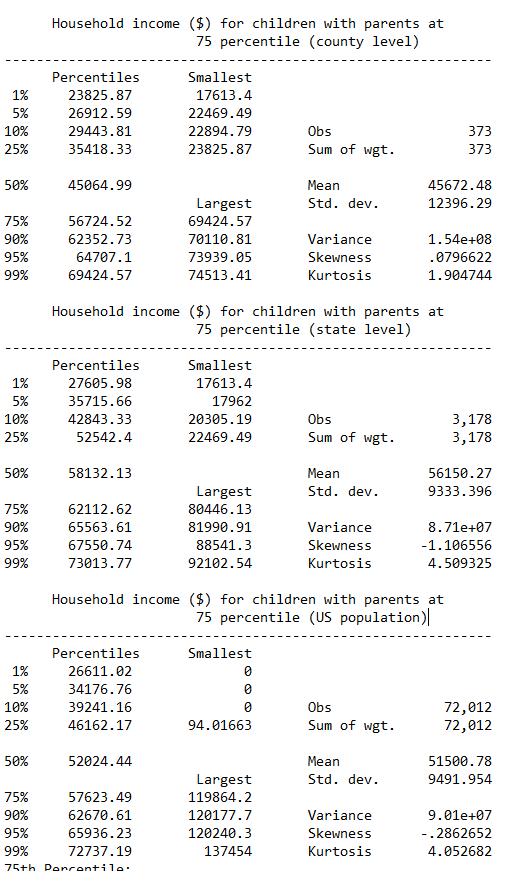 Household income ($) for children with parents at
75 percentile (county level)
-------------------------------------------------------------
Percentiles Smallest
1% 23825.87 17613.4
5% 26912.59 22469.49
10% 29443.81 22894.79 Obs 373
25% 35418.33 23825.87 Sum of wgt. 373
50% 45064.99 Mean 45672.48
Largest Std. dev. 12396.29
75% 56724.52 69424.57
90% 62352.73 70110.81 Variance 1.54e+08
95% 64707.1 73939.05 Skewness .0796622
99% 69424.57 74513.41 Kurtosis 1.904744
Household income ($) for children with parents at
75 percentile (state level)
-------------------------------------------------------------
Percentiles Smallest
1% 27605.98 17613.4
5% 35715.66 17962
10% 42843.33 20305.19 Obs 3,178
25% 52542.4 22469.49 Sum of wgt. 3,178
50% 58132.13 Mean 56150.27
Largest Std. dev. 9333.396
75% 62112.62 80446.13
90% 65563.61 81990.91 Variance 8.71e+07
95% 67550.74 88541.3 Skewness -1.106556
99% 73013.77 92102.54 Kurtosis 4.509325
Household income ($) for children with parents at
75 percentile (US population)
-------------------------------------------------------------
Percentiles Smallest
1% 26611.02 0
5% 34176.76 0
10% 39241.16 0 Obs 72,012
25% 46162.17 94.01663 Sum of wgt. 72,012
50% 52024.44 Mean 51500.78
Largest Std. dev. 9491.954
75% 57623.49 119864.2
90% 62670.61 120177.7 Variance 9.01e+07
95% 65936.23 120240.3 Skewness -.2862652
99% 72737.19 137454 Kurtosis 4.052682
75th Percentile: